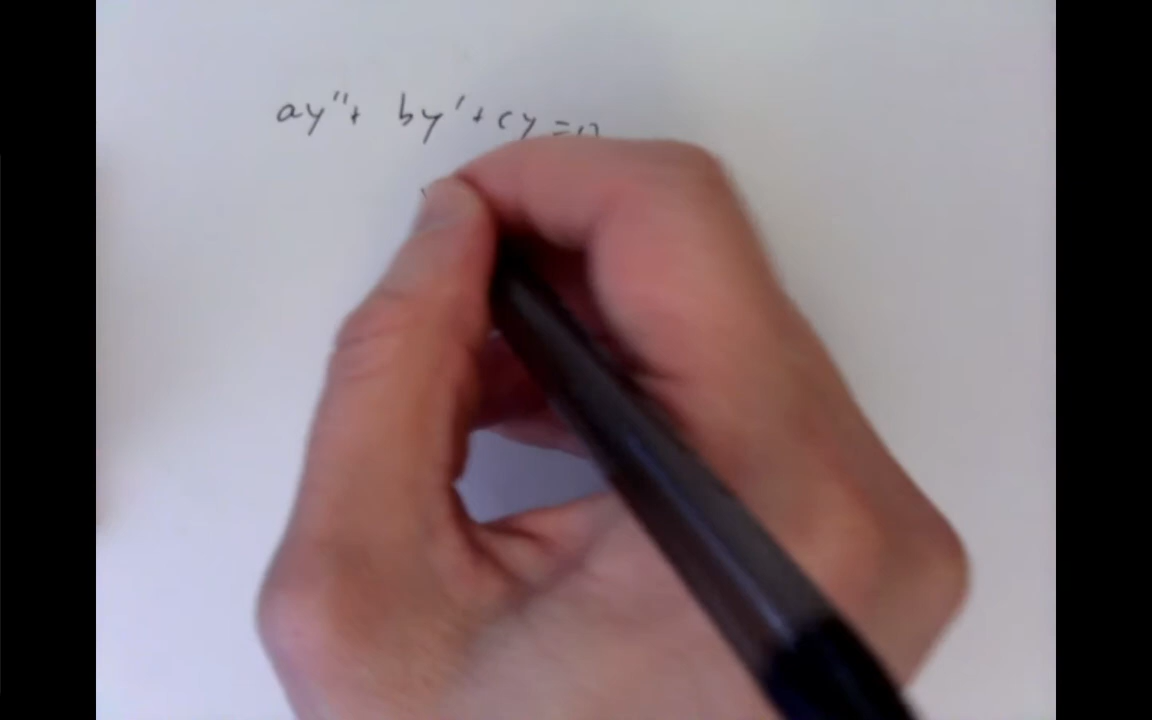 ay'' + by' + cy = 0